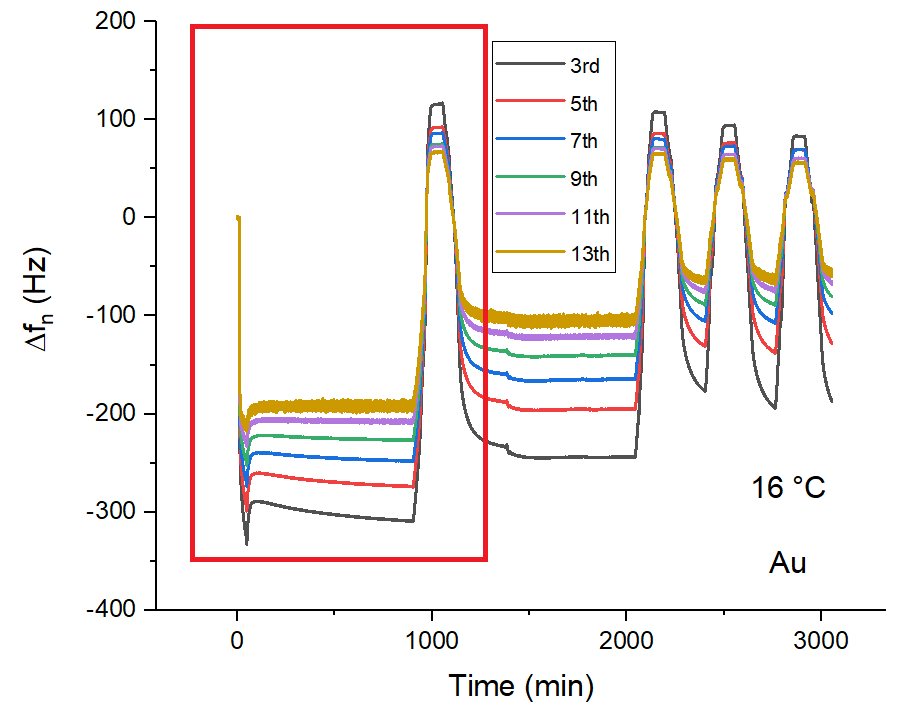 200
100
0
-100
-200
-300
-400
Δfn (Hz)
3rd
5th
7th
9th
11th
13th
16 °C
Au
0
1000
2000
3000
Time (min)